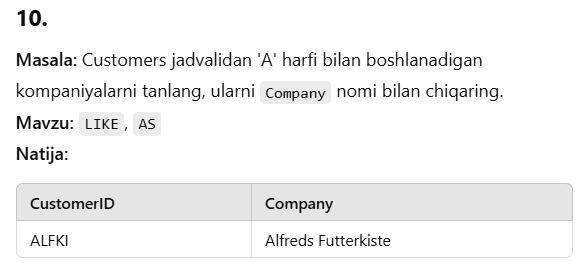 10.
Masala: Customers jadvalidan 'A' harfi bilan boshlanadigan
kompaniyalarni tanlang, ularni Company nomi bilan chiqaring.
Mavzu: LIKE, AS
Natija:
CustomerID Company
ALFKI Alfreds Futterkiste